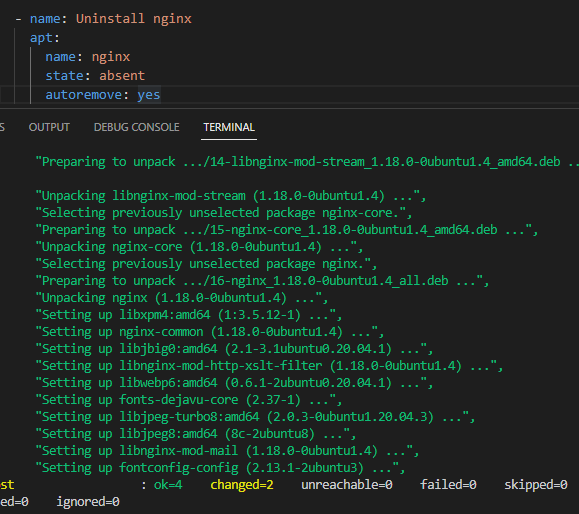 - name: Uninstall nginx
apt:
name: nginx
state: absent
autoremove: yes
S OUTPUT DEBUG CONSOLE TERMINAL
"Preparing to unpack .../14-libnginx-mod-stream_1.18.0-0ubuntu1.4_amd64.deb ..
"Unpacking libnginx-mod-stream (1.18.0-0ubuntu1.4) ...",
"Selecting previously unselected package nginx-core.",
"Preparing to unpack .../15-nginx-core_1.18.0-0ubuntu1.4_amd64.deb ...",
"Unpacking nginx-core (1.18.0-0ubuntu1.4) ...",
"Selecting previously unselected package nginx.",
"Preparing to unpack .../16-nginx_1.18.0-0ubuntu1.4_all.deb ...",
"Unpacking nginx (1.18.0-0ubuntu1.4) ...",
"Setting up libxpm4:amd64 (1:3.5.12-1) ...",
"Setting up nginx-common (1.18.0-0ubuntu1.4) ...",
"Setting up libjbig0:amd64 (2.1-3.1ubuntu0.20.04.1) ...",
"Setting up libnginx-mod-http-xslt-filter (1.18.0-0ubuntu1.4) ...",
"Setting up libwebp6:amd64 (0.6.1-2ubuntu0.20.04.1) ...",
"Setting up fonts-dejavu-core (2.37-1) ...",
"Setting up libjpeg-turbo8:amd64 (2.0.3-0ubuntu1.20.04.3) ...",
"Setting up libjpeg8:amd64 (8c-2ubuntu8) ...",
"Setting up libnginx-mod-mail (1.18.0-0ubuntu1.4) ...",
"Setting up fontconfig-config (2.13.1-2ubuntu3) ...",
st : ok=4 changed=2 unreachable=0 failed=0 skipped=0
ed=0 ignored=0